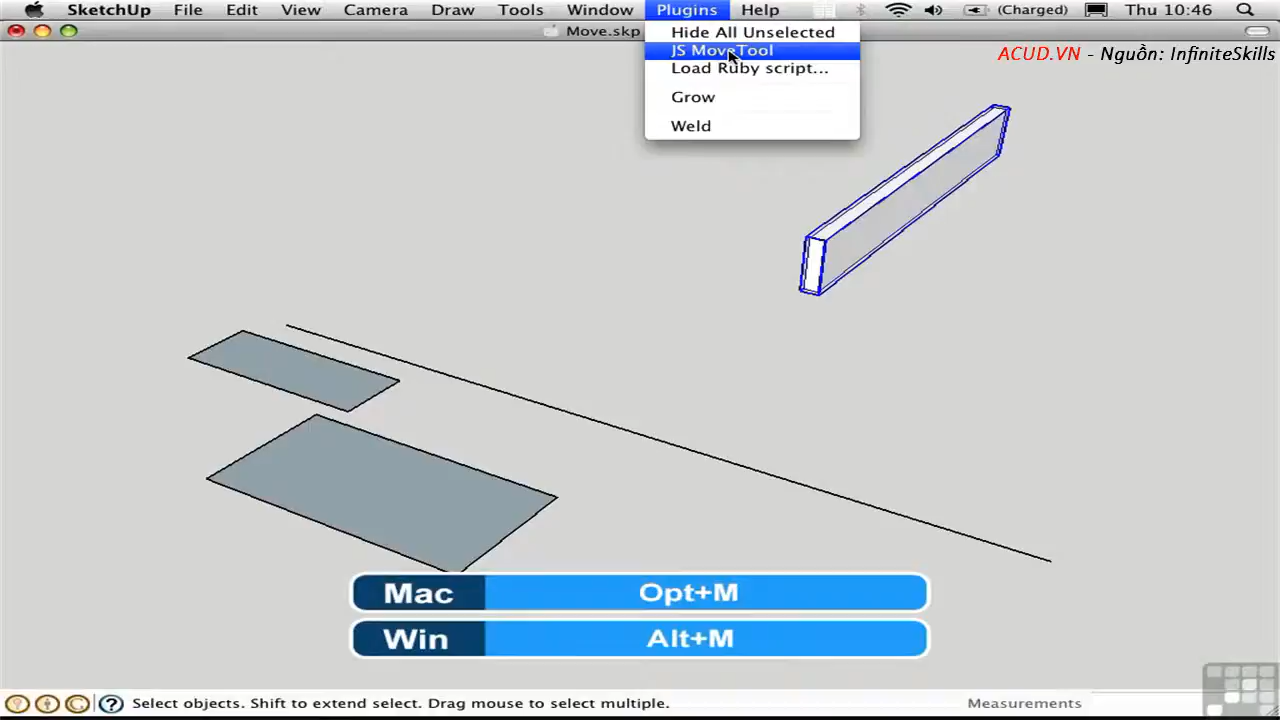 SketchUp File Edit View Camera Draw Tools Window Plugins Help (Charged) Thu 10:46
Move.skp
ACUD.VN - Nguồn: InfiniteSkills
Hide All Unselected
JS MoveTool
Load Ruby script...
Grow
Weld
Mac Opt+M
Win Alt+M
Select objects. Shift to extend select. Drag mouse to select multiple. Measurements